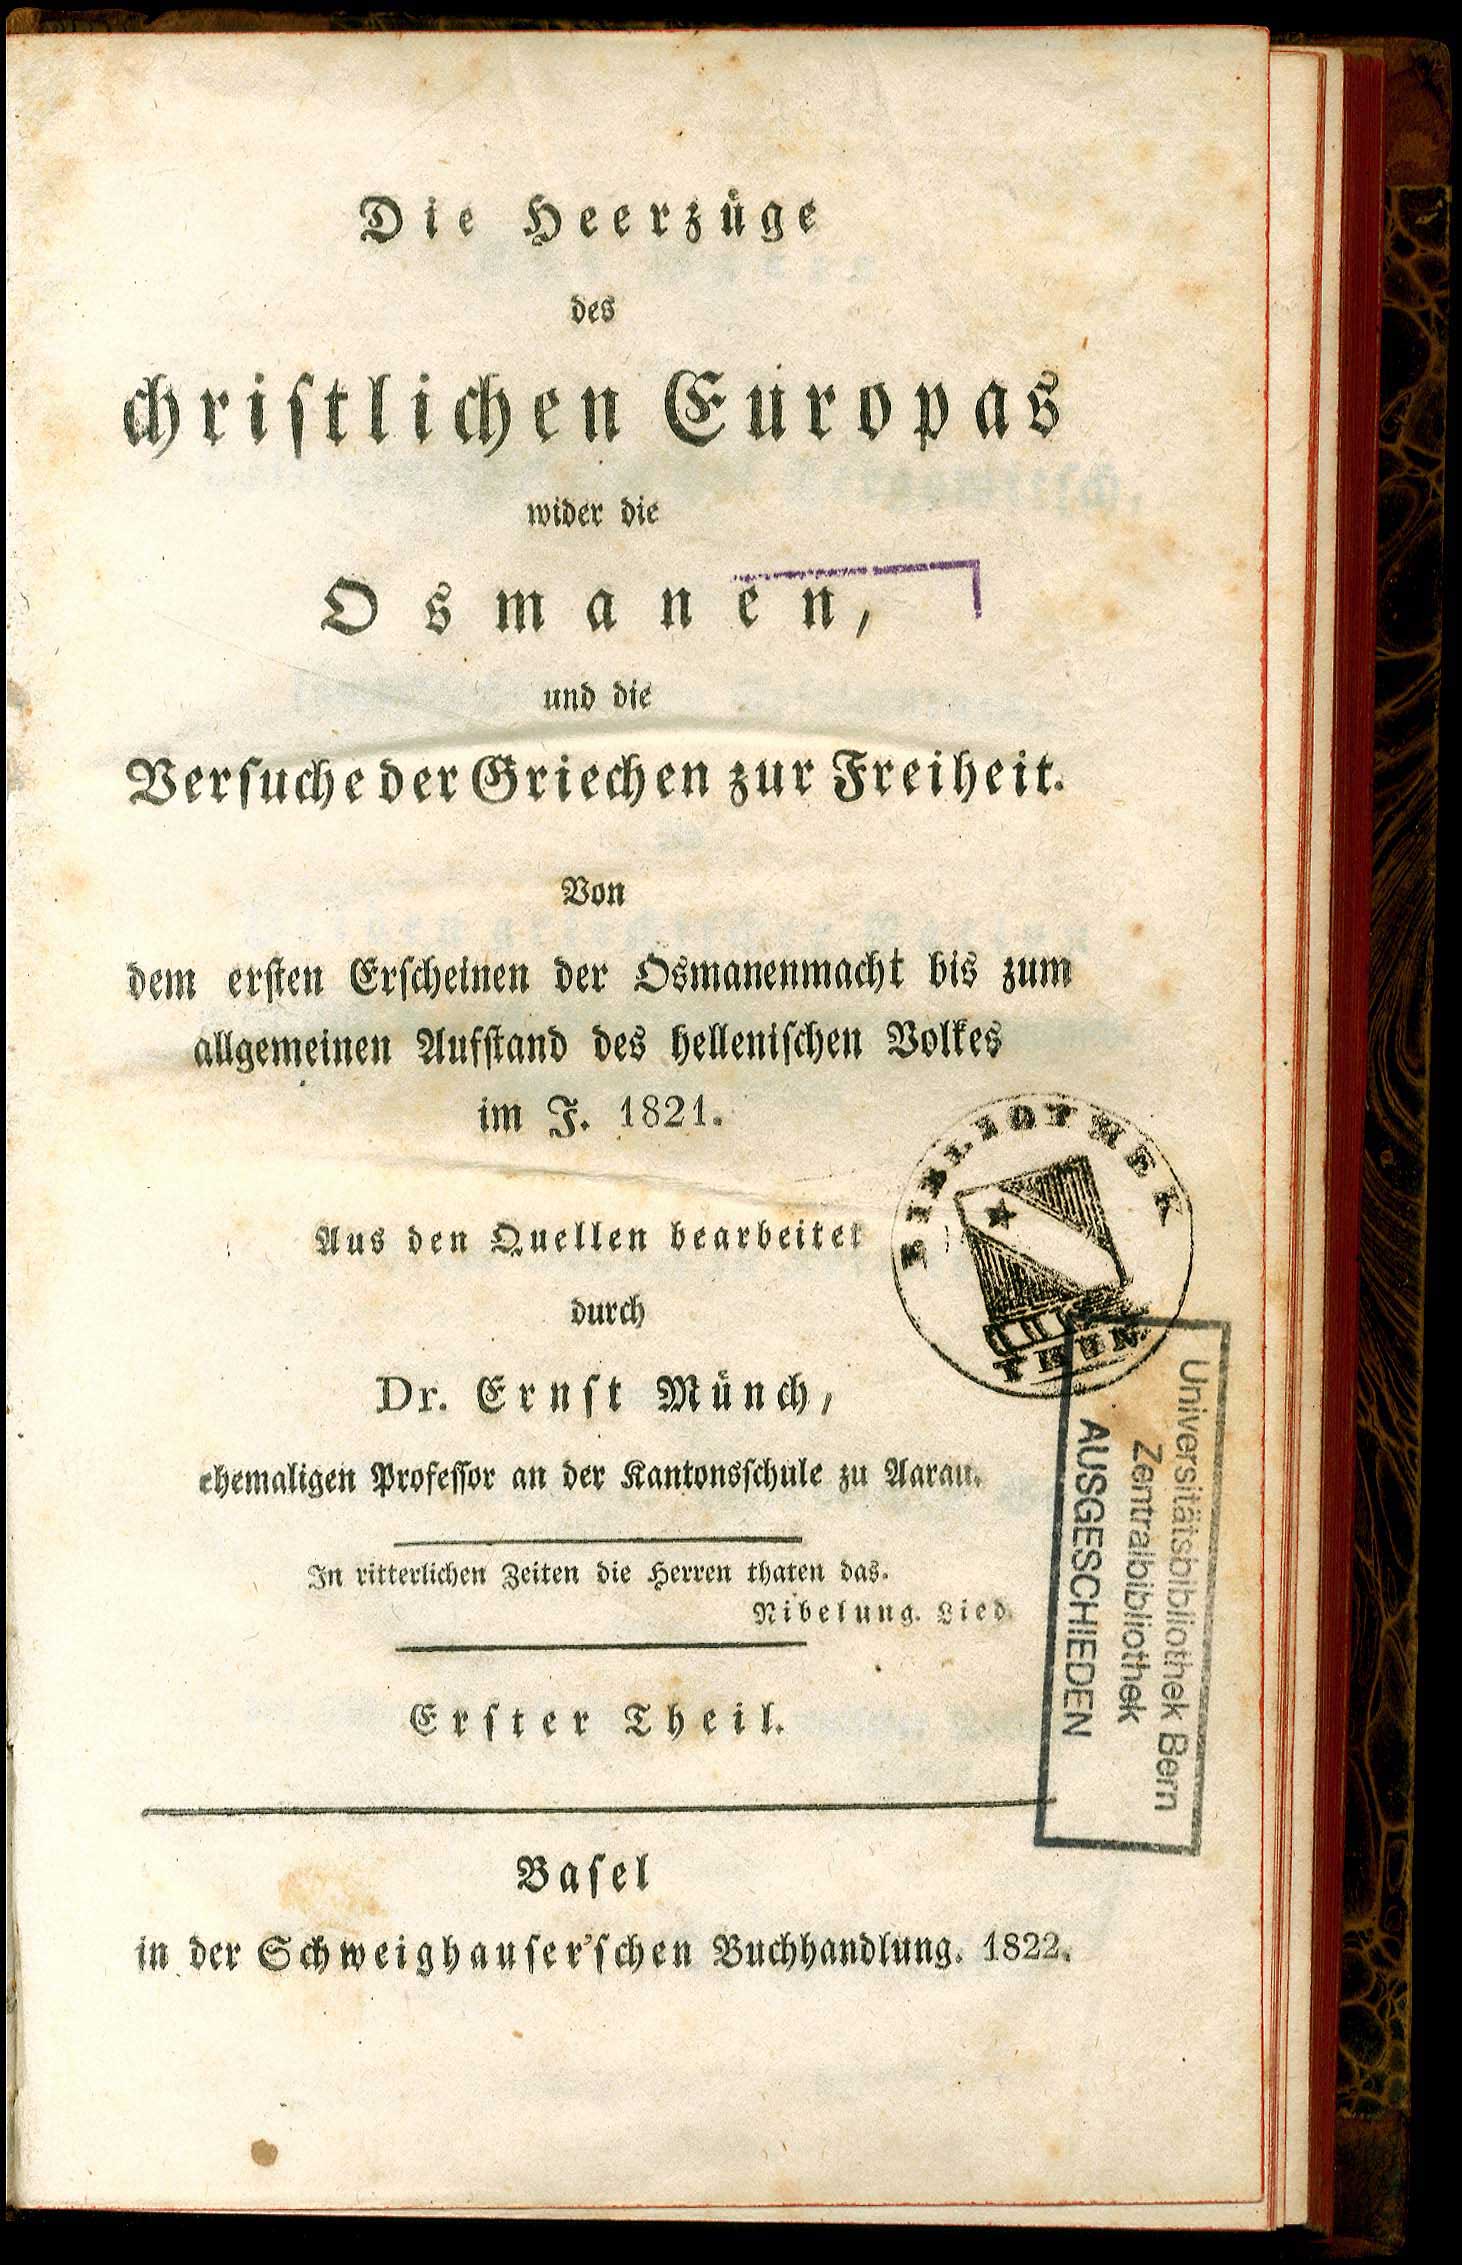 Die Heerzüge
des
christlichen Europas
wider die
Osmanen,
und die
Versuche der Griechen zur Freiheit.
Von
dem ersten Erscheinen der Osmanenmacht bis zum
allgemeinen Aufstand des hellenischen Volkes
im J. 1821.
Aus den Quellen bearbeitet
durch
Dr. Ernst Münch,
ehemaligen Professor an der Kantonsschule zu Aarau.
In ritterlichen Zeiten die Herren thaten das.
Nibelung. Lied.
Erster Theil.
Basel
in der Schweighauser'schen Buchhandlung. 1822.
BIBLIOTHEK
THUN
Universitätsbibliothek Bern
Zentralbibliothek
AUSGESCHIEDEN